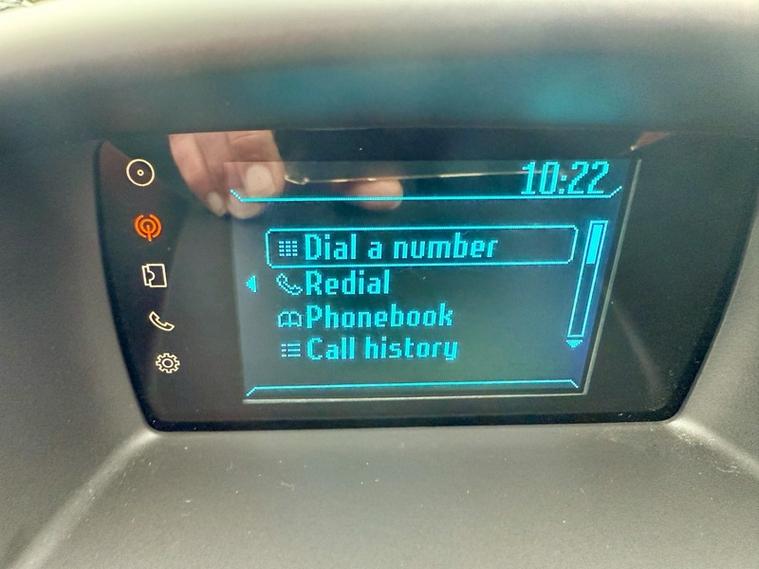 10:22
Dial a number
Redial
Phonebook
Call history